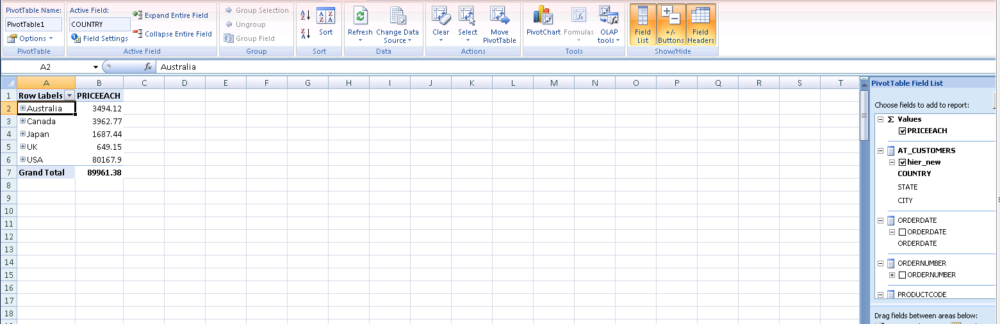 PivotTable Name:
PivotTable1
Options
PivotTable
Active Field:
COUNTRY
Field Settings
Expand Entire Field
Collapse Entire Field
Active Field
Group Selection
Ungroup
Group Field
Group
Sort
Sort
Refresh
Change Data
Source
Data
Clear
Select
Move
PivotTable
Actions
PivotChart
Formulas
OLAP
tools
Tools
Field
List
+/-
Buttons
Field
Headers
Show/Hide
A2
fx
Australia
A B C D E F G H I J K L M N O P Q R S T
1 Row Labels PRICEEACH
2 Australia 3494.12
3 Canada 3962.77
4 Japan 1687.44
5 UK 649.15
6 USA 80167.9
7 Grand Total 89961.38
8
9
10
11
12
13
14
15
16
17
18
PivotTable Field List
Choose fields to add to report:
Σ Values
PRICEEACH
AT_CUSTOMERS
hier_new
COUNTRY
STATE
CITY
ORDERDATE
ORDERDATE
ORDERDATE
ORDERNUMBER
ORDERNUMBER
PRODUCTCODE
Drag fields between areas below: